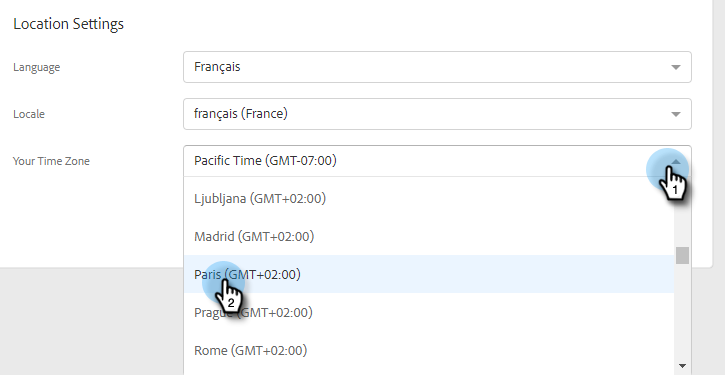 Location Settings
Language
Français
Locale
français (France)
Your Time Zone
Pacific Time (GMT-07:00)
1
Ljubljana (GMT+02:00)
Madrid (GMT+02:00)
Paris (GMT+02:00)
2
Prague (GMT+02:00)
Rome (GMT+02:00)